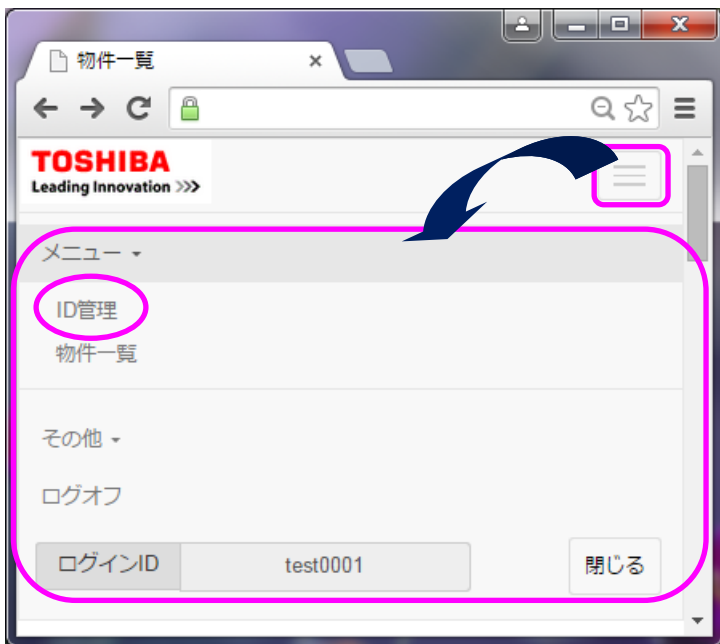 物件一覧
TOSHIBA
Leading Innovation >>>
メニュー
ID管理
物件一覧
その他
ログオフ
ログインID test0001 閉じる